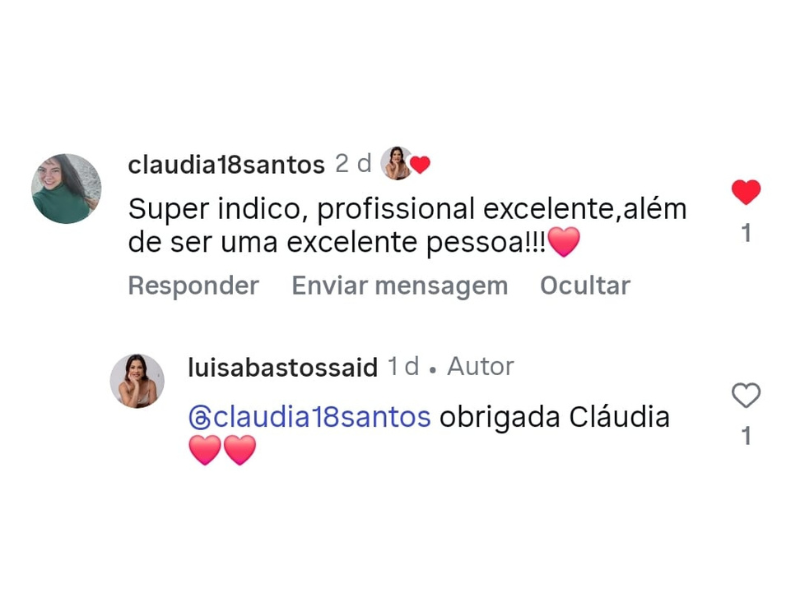 claudia18santos 2 d
Super indico, profissional excelente,além
de ser uma excelente pessoa!!!❤️
1
Responder Enviar mensagem Ocultar
luisabastossaid 1 d • Autor
@claudia18santos obrigada Cláudia
❤️❤️
1